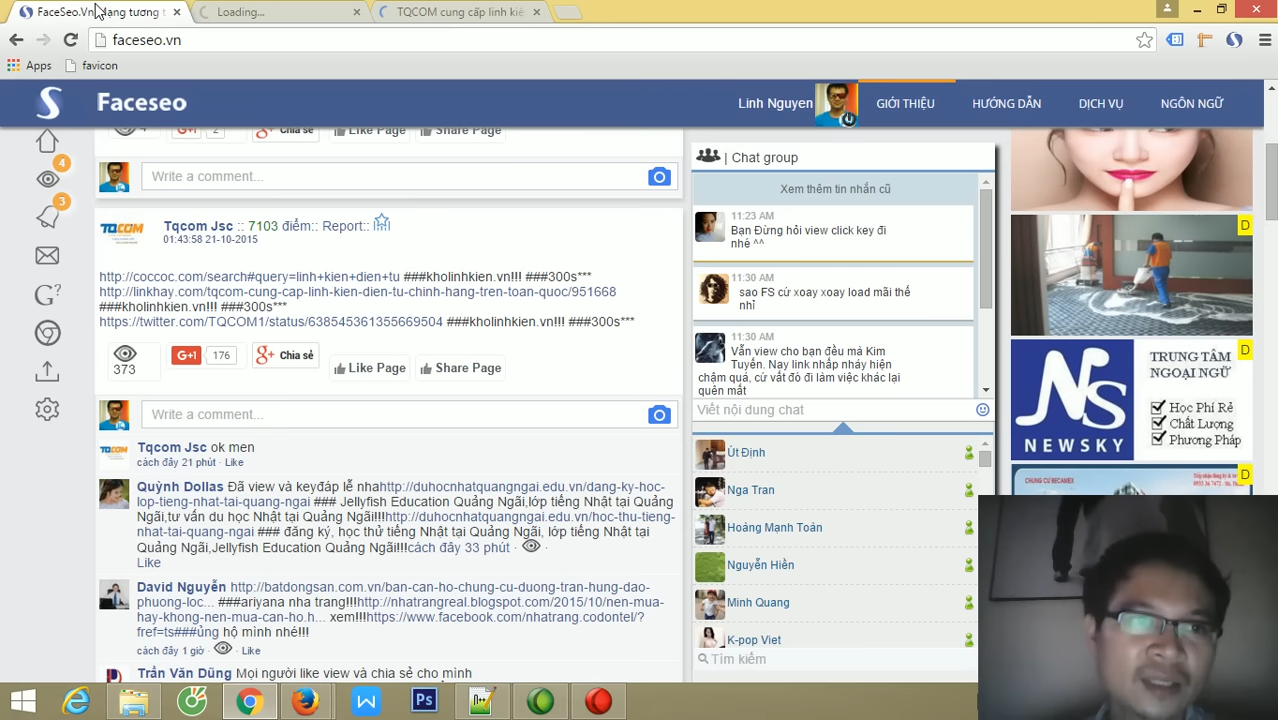 FaceSeo.Vn
Loading...
TQCOM cung cấp linh kiệ
faceseo.vn
Apps
favicon
Faceseo
Linh Nguyen
GIỚI THIỆU
HƯỚNG DẪN
DỊCH VỤ
NGÔN NGỮ
4
3
G+1
2
Chia sẻ
Like Page
Share Page
Write a comment...
Tqcom Jsc :: 7103 điểm:: Report::
01:43:58 21-10-2015
http://coccoc.com/search#query=linh+kien+dien+tu ###kholinhkien.vn!!! ###300s***
http://linkhay.com/tqcom-cung-cap-linh-kien-dien-tu-chinh-hang-tren-toan-quoc/951668
###kholinhkien.vn!!! ###300s***
https://twitter.com/TQCOM1/status/638545361355669504 ###kholinhkien.vn!!! ###300s***
373
G+1
176
Chia sẻ
Like Page
Share Page
Write a comment...
Tqcom Jsc ok men
cách đây 21 phút · Like
Quỳnh Dollas Đã view và keyđáp lễ nhahttp://duhocnhatquangngai.edu.vn/dang-ky-hoc-
lop-tieng-nhat-tai-quang-ngai ### Jellyfish Education Quảng Ngãi,lớp tiếng Nhật tại Quảng
Ngãi,tư vấn du học Nhật tại Quảng Ngãi!!!http://duhocnhatquangngai.edu.vn/hoc-thu-tieng-
nhat-tai-quang-ngai ### đăng ký, học thử tiếng Nhật tại Quảng Ngãi, lớp tiếng Nhật tại
Quảng Ngãi,Jellyfish Education Quảng Ngãi!!!cách đây 33 phút ·
Like
David Nguyễn http://batdongsan.com.vn/ban-can-ho-chung-cu-duong-tran-hung-dao-
phuong-loc... ###ariyana nha trang!!!http://nhatrangreal.blogspot.com/2015/10/nen-mua-
hay-khong-nen-mua-can-ho.h... xem!!!https://www.facebook.com/nhatrang.codontel/?
fref=ts###ủng hộ mình nhé!!!
cách đây 1 giờ · Like
Trần Văn Dũng Mọi người like view và chia sẻ cho mình
| Chat group
Xem thêm tin nhắn cũ
11:23 AM
Bạn Đừng hỏi view click key đi
nhé ^^
11:30 AM
sao FS cứ xoay xoay load mãi thế
nhỉ
11:30 AM
Vẫn view cho bạn đều mà Kim
Tuyến. Nay link nhấp nháy hiện
chậm quá, cứ vất đó đi làm việc khác lại
quên mất
Viết nội dung chat
Út Định
Nga Tran
Hoàng Mạnh Toán
Nguyễn Hiền
Minh Quang
K-pop Viet
Tìm kiếm
D
D
NS
NEWSKY
TRUNG TÂM
NGOẠI NGỮ
Học Phí Rẻ
Chất Lượng
Phương Pháp
D
CHUNG CƯ BECAMEX
Ps